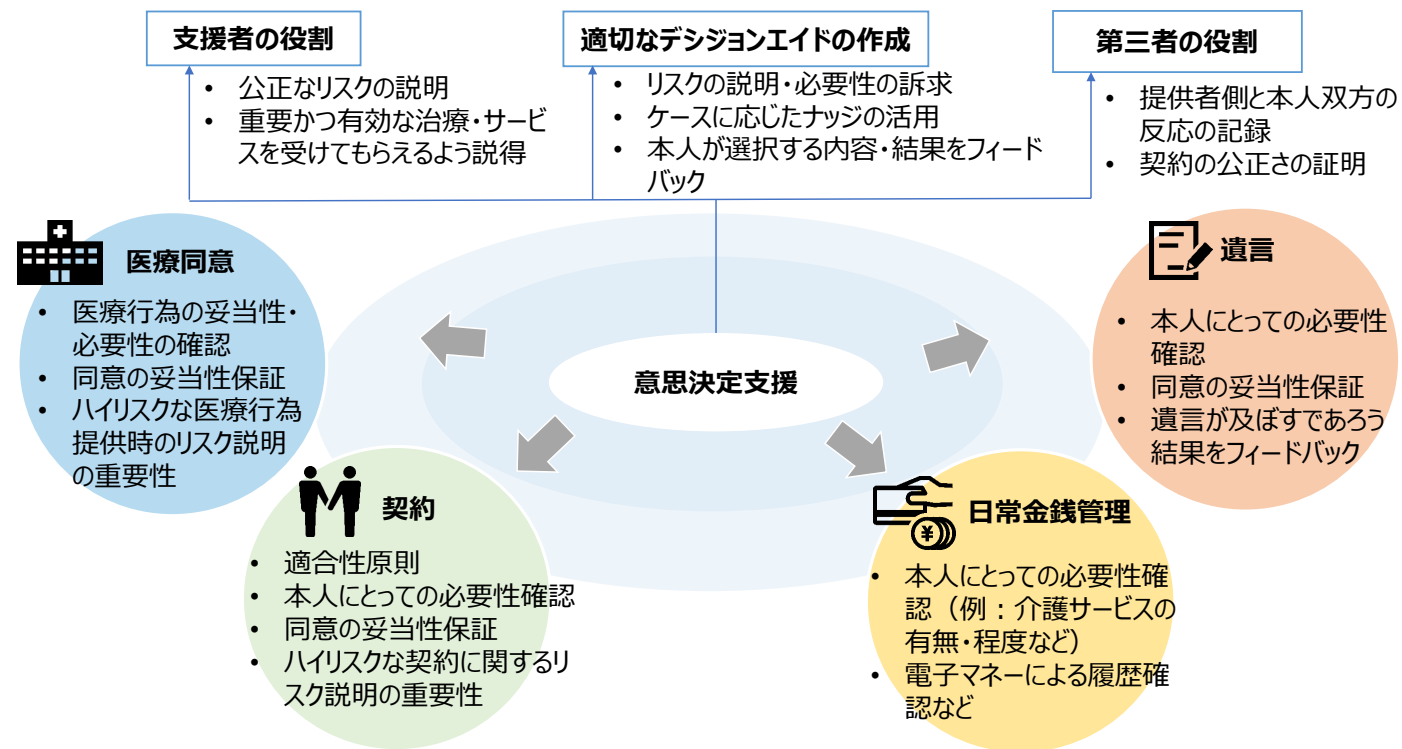 支援者の役割
• 公正なリスクの説明
• 重要かつ有効な治療・サービ
スを受けてもらえるよう説得
適切なデシジョンエイドの作成
• リスクの説明・必要性の訴求
• ケースに応じたナッジの活用
• 本人が選択する内容・結果をフィード
バック
第三者の役割
• 提供者側と本人双方の
反応の記録
• 契約の公正さの証明
医療同意
• 医療行為の妥当性・
必要性の確認
• 同意の妥当性保証
• ハイリスクな医療行為
提供時のリスク説明
の重要性
意思決定支援
遺言
• 本人にとっての必要性
確認
• 同意の妥当性保証
• 遺言が及ぼすであろう
結果をフィードバック
契約
• 適合性原則
• 本人にとっての必要性確認
• 同意の妥当性保証
• ハイリスクな契約に関するリ
スク説明の重要性
¥
日常金銭管理
• 本人にとっての必要性確
認（例：介護サービスの
有無・程度など）
• 電子マネーによる履歴確
認など